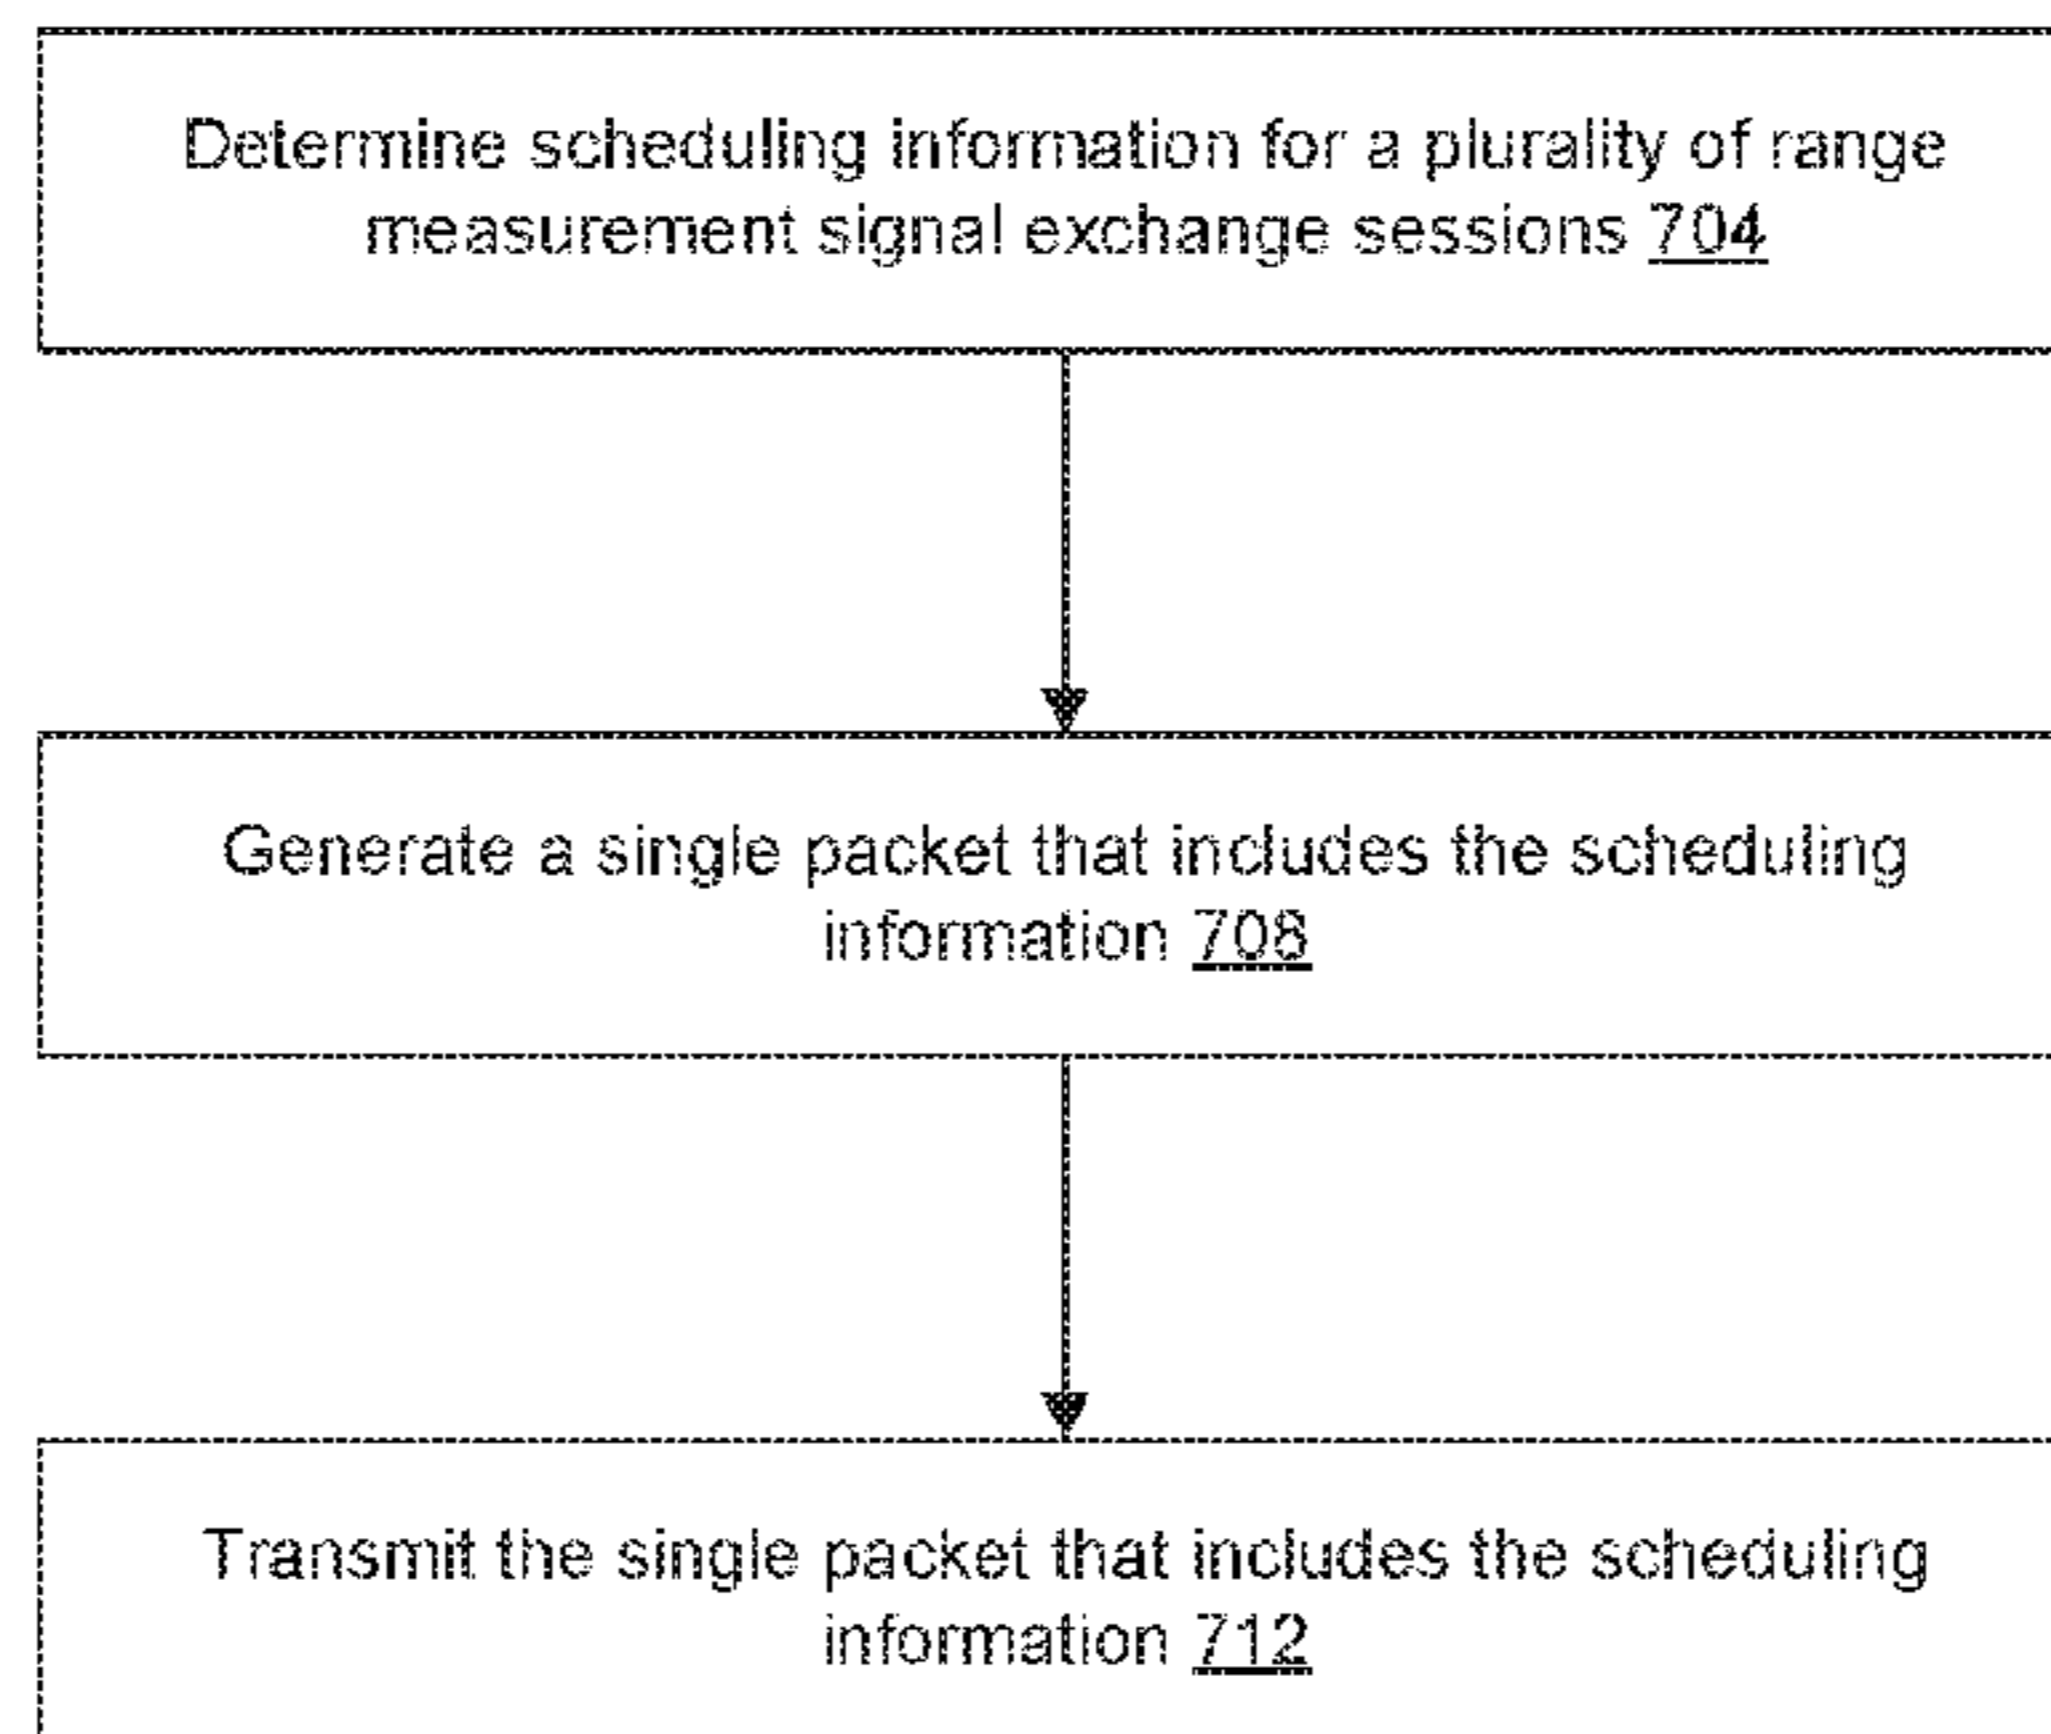 Determine scheduling information for a plurality of range
measurement signal exchange sessions 704
Generate a single packet that includes the scheduling
information 708
Transmit the single packet that includes the scheduling
information 712